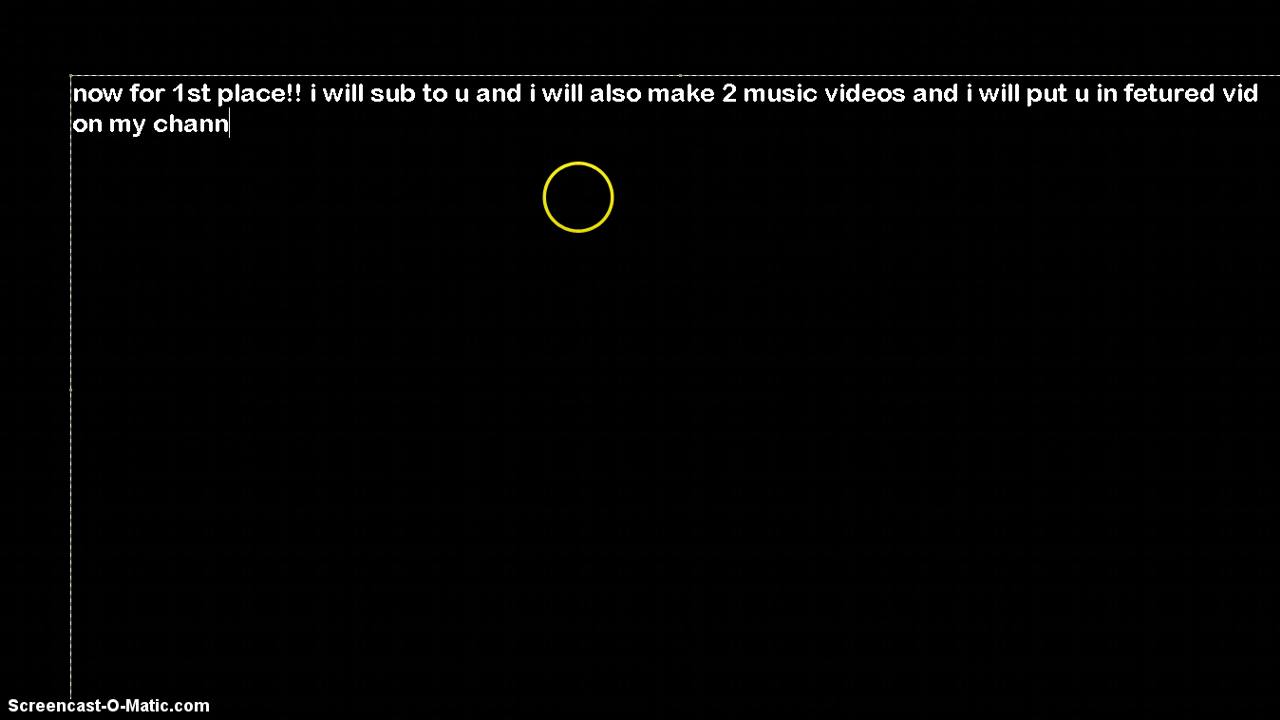 now for 1st place!! i will sub to u and i will also make 2 music videos and i will put u in fetured vid
on my chann
Screencast-O-Matic.com